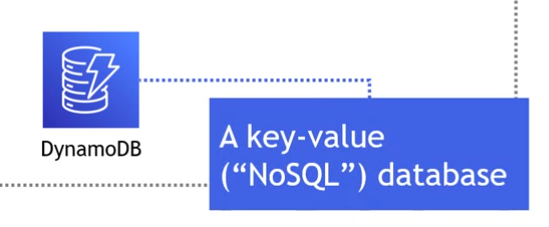 DynamoDB
A key-value
(“NoSQL”) database